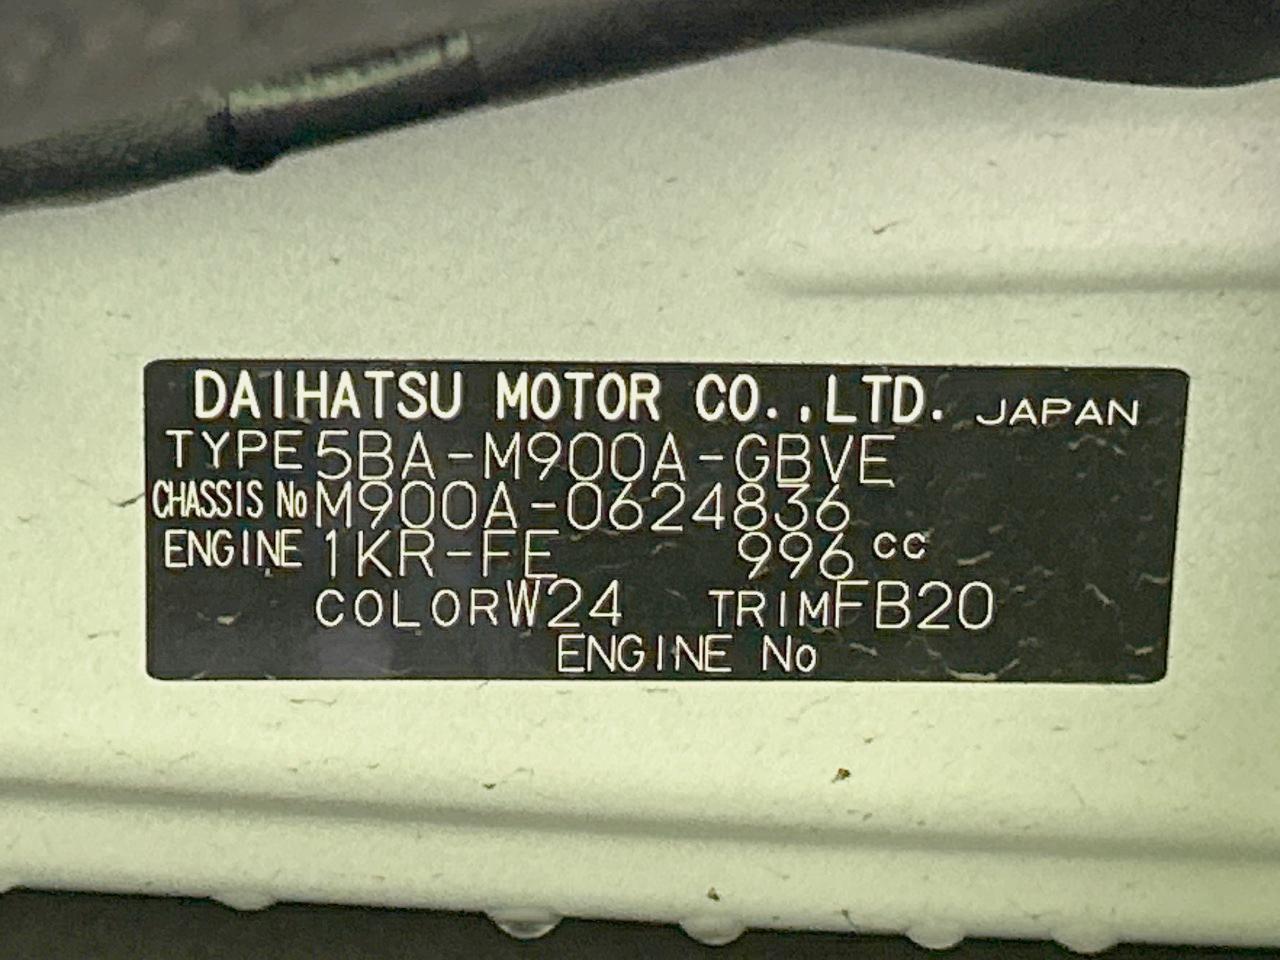 DAIHATSU MOTOR CO.,LTD. JAPAN
TYPE 5BA-M900A-GBVE
CHASSIS No M900A-0624836
ENGINE 1KR-FE 996 cc
COLOR W24 TRIM FB20
ENGINE No